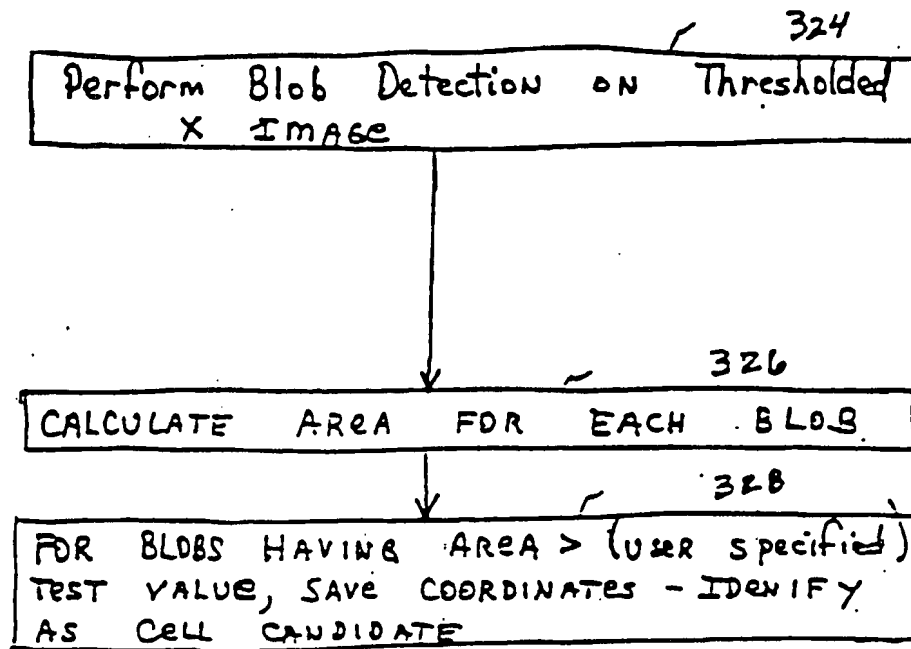 324
Perform Blob Detection on Thresholded
X Image
326
CALCULATE AREA FOR EACH BLOB
328
FOR BLOBS HAVING AREA > (USER specified)
TEST VALUE, SAVE COORDINATES - IDENIFY
AS CELL CANDIDATE